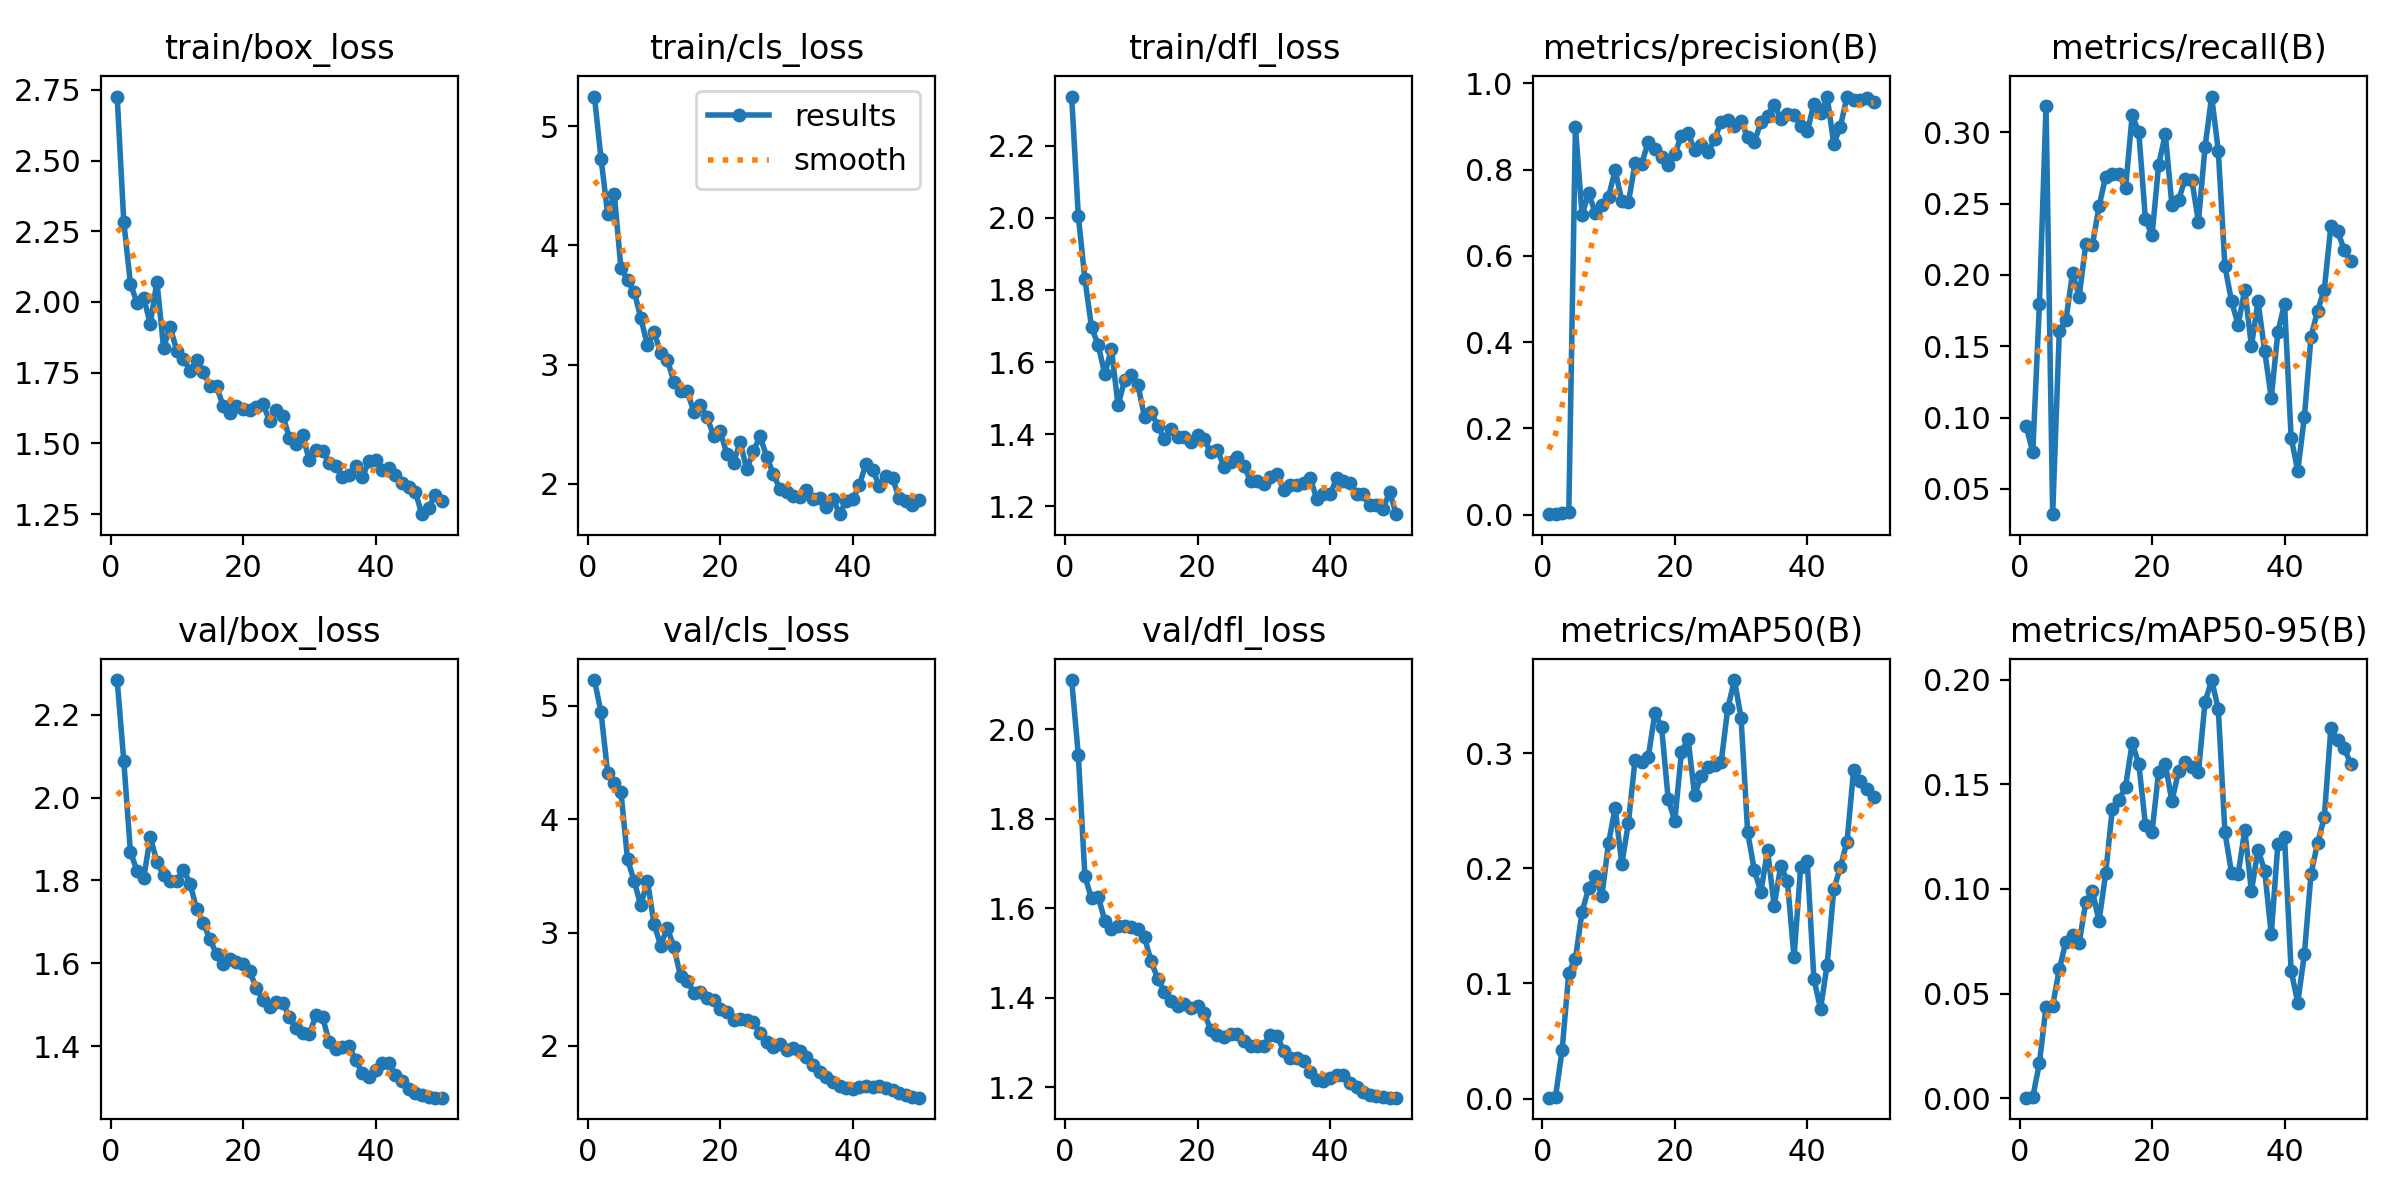 train/box_loss
2.75
2.50
2.25
2.00
1.75
1.50
1.25
0 20 40
train/cls_loss
results
smooth
5
4
3
2
0 20 40
train/dfl_loss
2.2
2.0
1.8
1.6
1.4
1.2
0 20 40
metrics/precision(B)
1.0
0.8
0.6
0.4
0.2
0.0
0 20 40
metrics/recall(B)
0.30
0.25
0.20
0.15
0.10
0.05
0 20 40
val/box_loss
2.2
2.0
1.8
1.6
1.4
0 20 40
val/cls_loss
5
4
3
2
0 20 40
val/dfl_loss
2.0
1.8
1.6
1.4
1.2
0 20 40
metrics/mAP50(B)
0.3
0.2
0.1
0.0
0 20 40
metrics/mAP50-95(B)
0.20
0.15
0.10
0.05
0.00
0 20 40